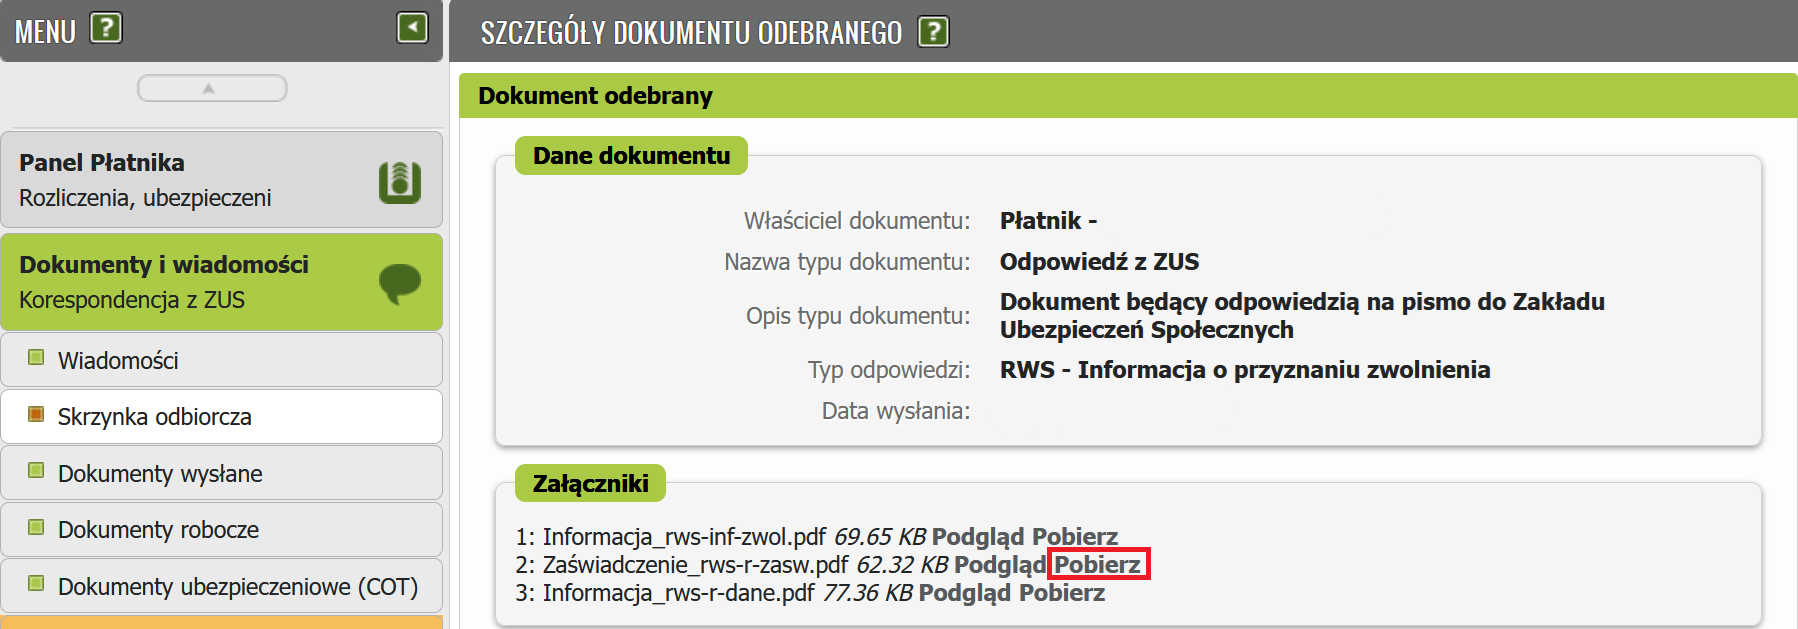 MENU ?
SZCZEGÓŁY DOKUMENTU ODEBRANEGO ?
Panel Płatnika
Rozliczenia, ubezpieczeni
Dokumenty i wiadomości
Korespondencja z ZUS
Wiadomości
Skrzynka odbiorcza
Dokumenty wysłane
Dokumenty robocze
Dokumenty ubezpieczeniowe (COT)
Dokument odebrany
Dane dokumentu
Właściciel dokumentu: Płatnik -
Nazwa typu dokumentu: Odpowiedź z ZUS
Opis typu dokumentu: Dokument będący odpowiedzią na pismo do Zakładu
Ubezpieczeń Społecznych
Typ odpowiedzi: RWS - Informacja o przyznaniu zwolnienia
Data wysłania:
Załączniki
1: Informacja_rws-inf-zwol.pdf 69.65 KB Podgląd Pobierz
2: Zaświadczenie_rws-r-zasw.pdf 62.32 KB Podgląd Pobierz
3: Informacja_rws-r-dane.pdf 77.36 KB Podgląd Pobierz